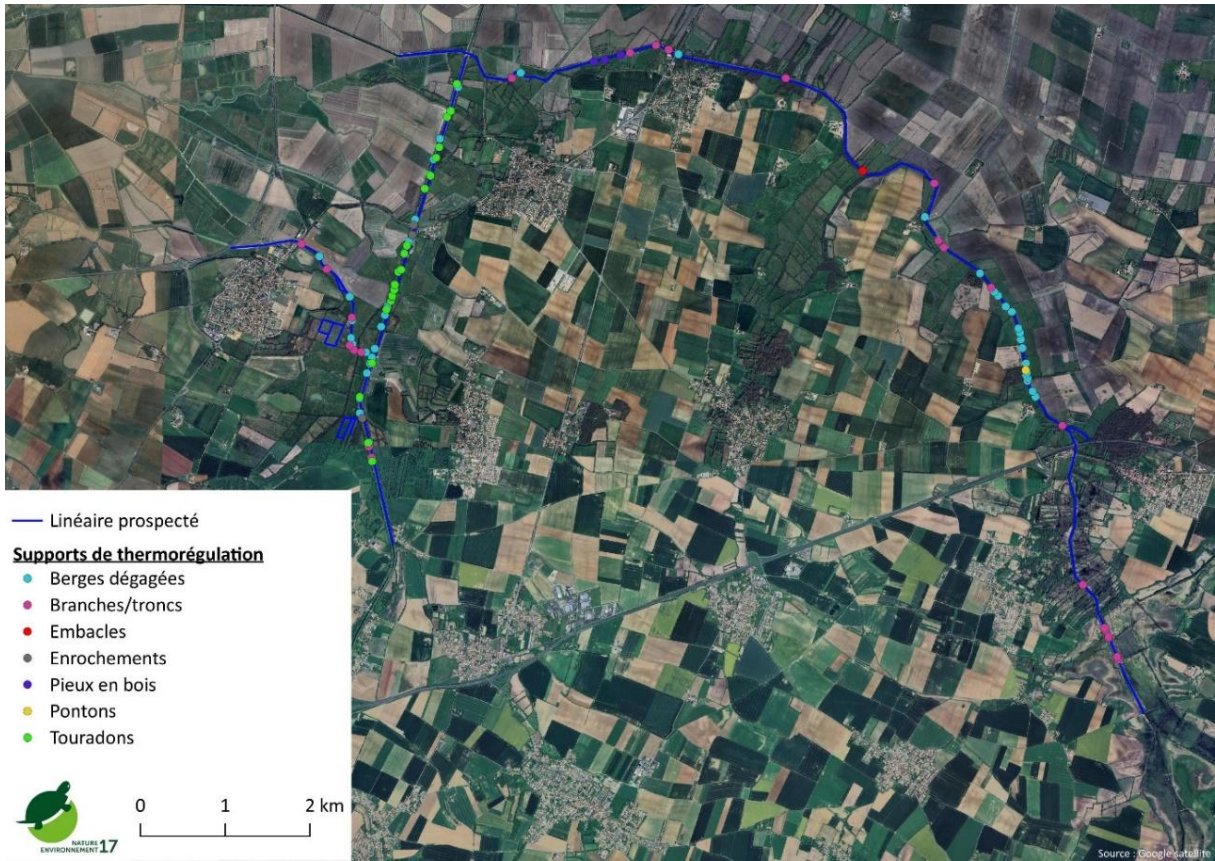 Linéaire prospecté
Supports de thermorégulation
Berges dégagées
Branches/troncs
Embacles
Enrochements
Pieux en bois
Pontons
Touradons
NATURE
ENVIRONNEMENT 17
0 1 2 km
Source : Google satellite